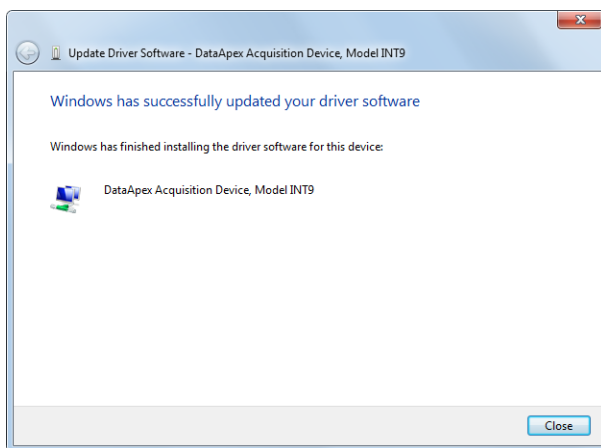 Update Driver Software - DataApex Acquisition Device, Model INT9
Windows has successfully updated your driver software
Windows has finished installing the driver software for this device:
DataApex Acquisition Device, Model INT9
Close